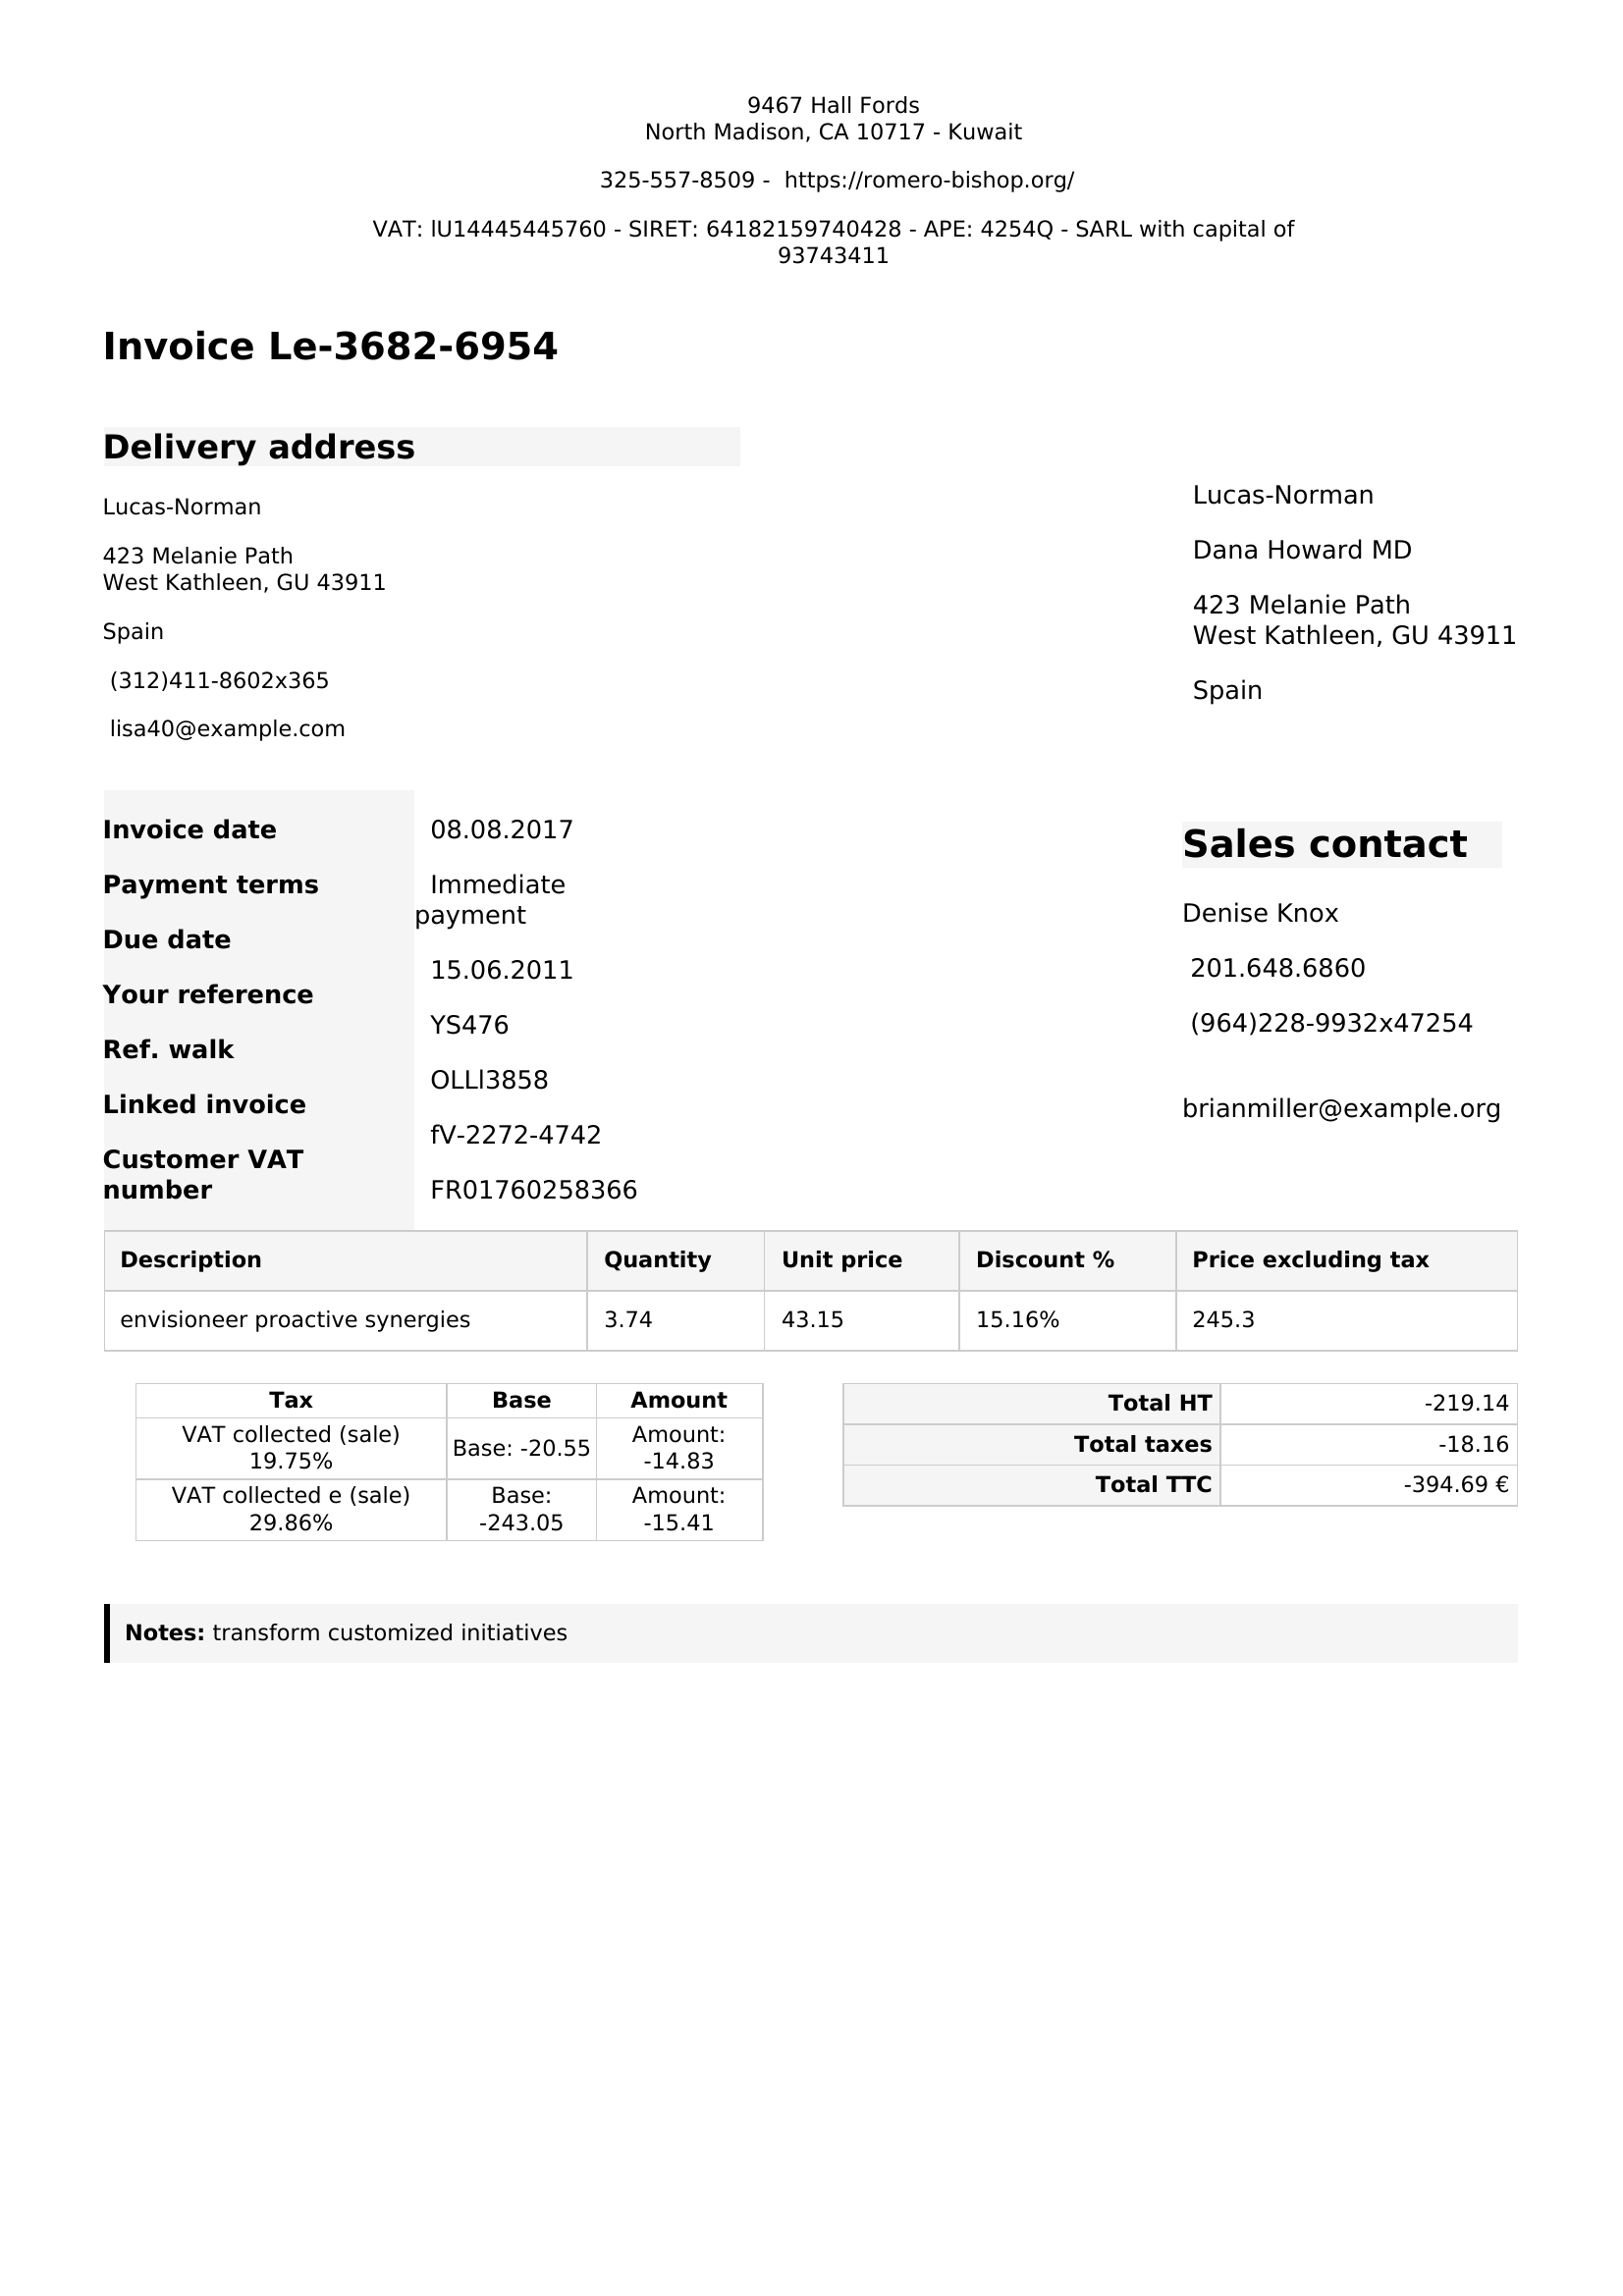 9467 Hall Fords
North Madison, CA 10717 - Kuwait
325-557-8509 -  https://romero-bishop.org/
VAT: lU14445445760 - SIRET: 64182159740428 - APE: 4254Q - SARL with capital of
93743411
Invoice Le-3682-6954
Delivery address
Lucas-Norman
423 Melanie Path
West Kathleen, GU 43911
Spain
(312)411-8602x365
lisa40@example.com
Lucas-Norman
Dana Howard MD
423 Melanie Path
West Kathleen, GU 43911
Spain
Invoice date
Payment terms
Due date
Your reference
Ref. walk
Linked invoice
Customer VAT
number
08.08.2017
Immediate
payment
15.06.2011
YS476
OLLl3858
fV-2272-4742
FR01760258366
Sales contact
Denise Knox
201.648.6860
(964)228-9932x47254
brianmiller@example.org
Description Quantity Unit price Discount % Price excluding tax
envisioneer proactive synergies 3.74 43.15 15.16% 245.3
Tax Base Amount
VAT collected (sale)
19.75%
Base: -20.55
Amount:
-14.83
VAT collected e (sale)
29.86%
Base:
-243.05
Amount:
-15.41
Total HT -219.14
Total taxes -18.16
Total TTC -394.69 €
Notes: transform customized initiatives